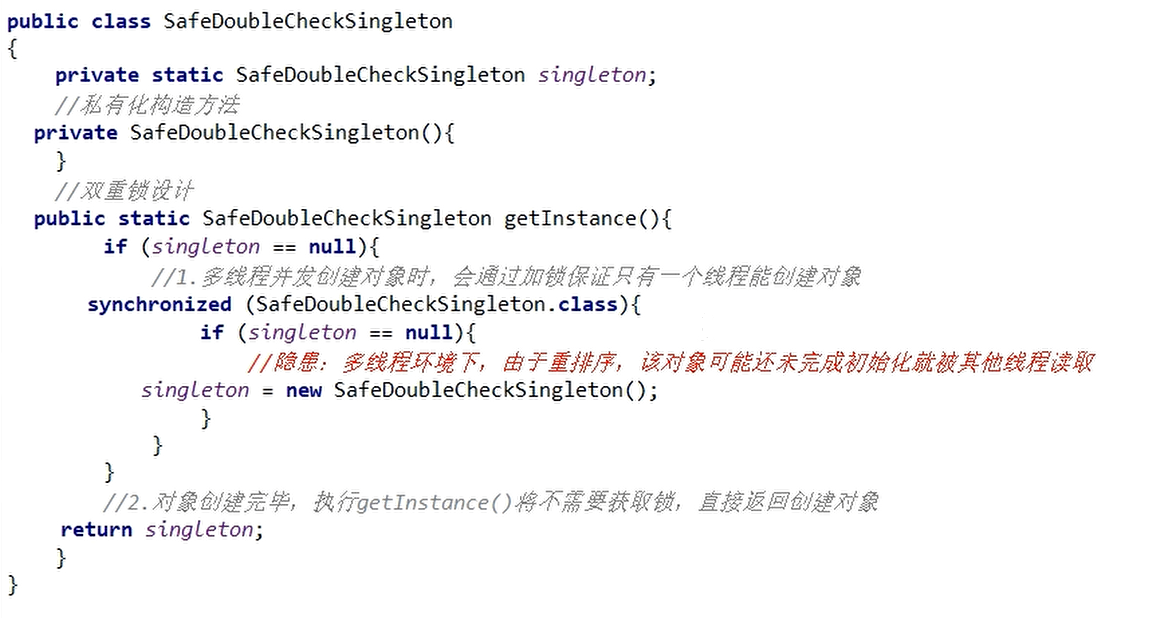 public class SafeDoubleCheckSingleton
{
private static SafeDoubleCheckSingleton singleton;
//私有化构造方法
private SafeDoubleCheckSingleton(){
}
//双重锁设计
public static SafeDoubleCheckSingleton getInstance(){
if (singleton == null){
//1.多线程并发创建对象时，会通过加锁保证只有一个线程能创建对象
synchronized (SafeDoubleCheckSingleton.class){
if (singleton == null){
//隐患：多线程环境下，由于重排序，该对象可能还未完成初始化就被其他线程读取
singleton = new SafeDoubleCheckSingleton();
}
}
}
//2.对象创建完毕，执行getInstance()将不需要获取锁，直接返回创建对象
return singleton;
}
}